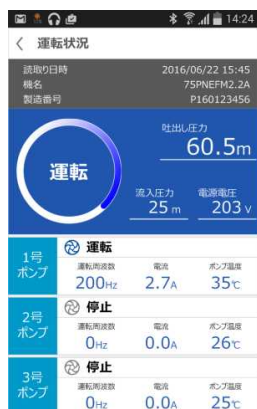 14:24
運転状況
読取り日時 2016/06/22 15:45
機名 75PNEFM2.2A
製造番号 P160123456
吐出し圧力
60.5m
運転
流入圧力 電源電圧
25 m 203 v
1号ポンプ
運転
運転周波数 電流 ポンプ温度
200Hz 2.7A 35℃
2号ポンプ
停止
運転周波数 電流 ポンプ温度
0Hz 0.0A 26℃
3号ポンプ
停止
運転周波数 電流 ポンプ温度
0Hz 0.0A 25℃